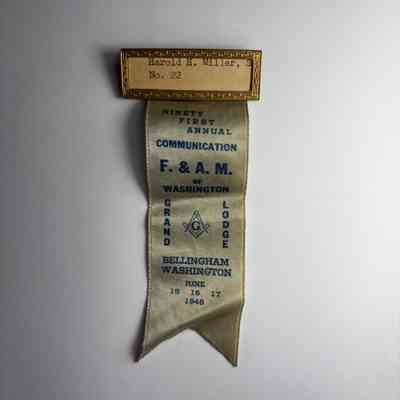 Harold H. Miller,
No. 22
NINETY
FIRST
ANNUAL
COMMUNICATION
F. & A. M.
OF
WASHINGTON
GRAND
G
LODGE
BELLINGHAM
WASHINGTON
JUNE
15 16 17
1948